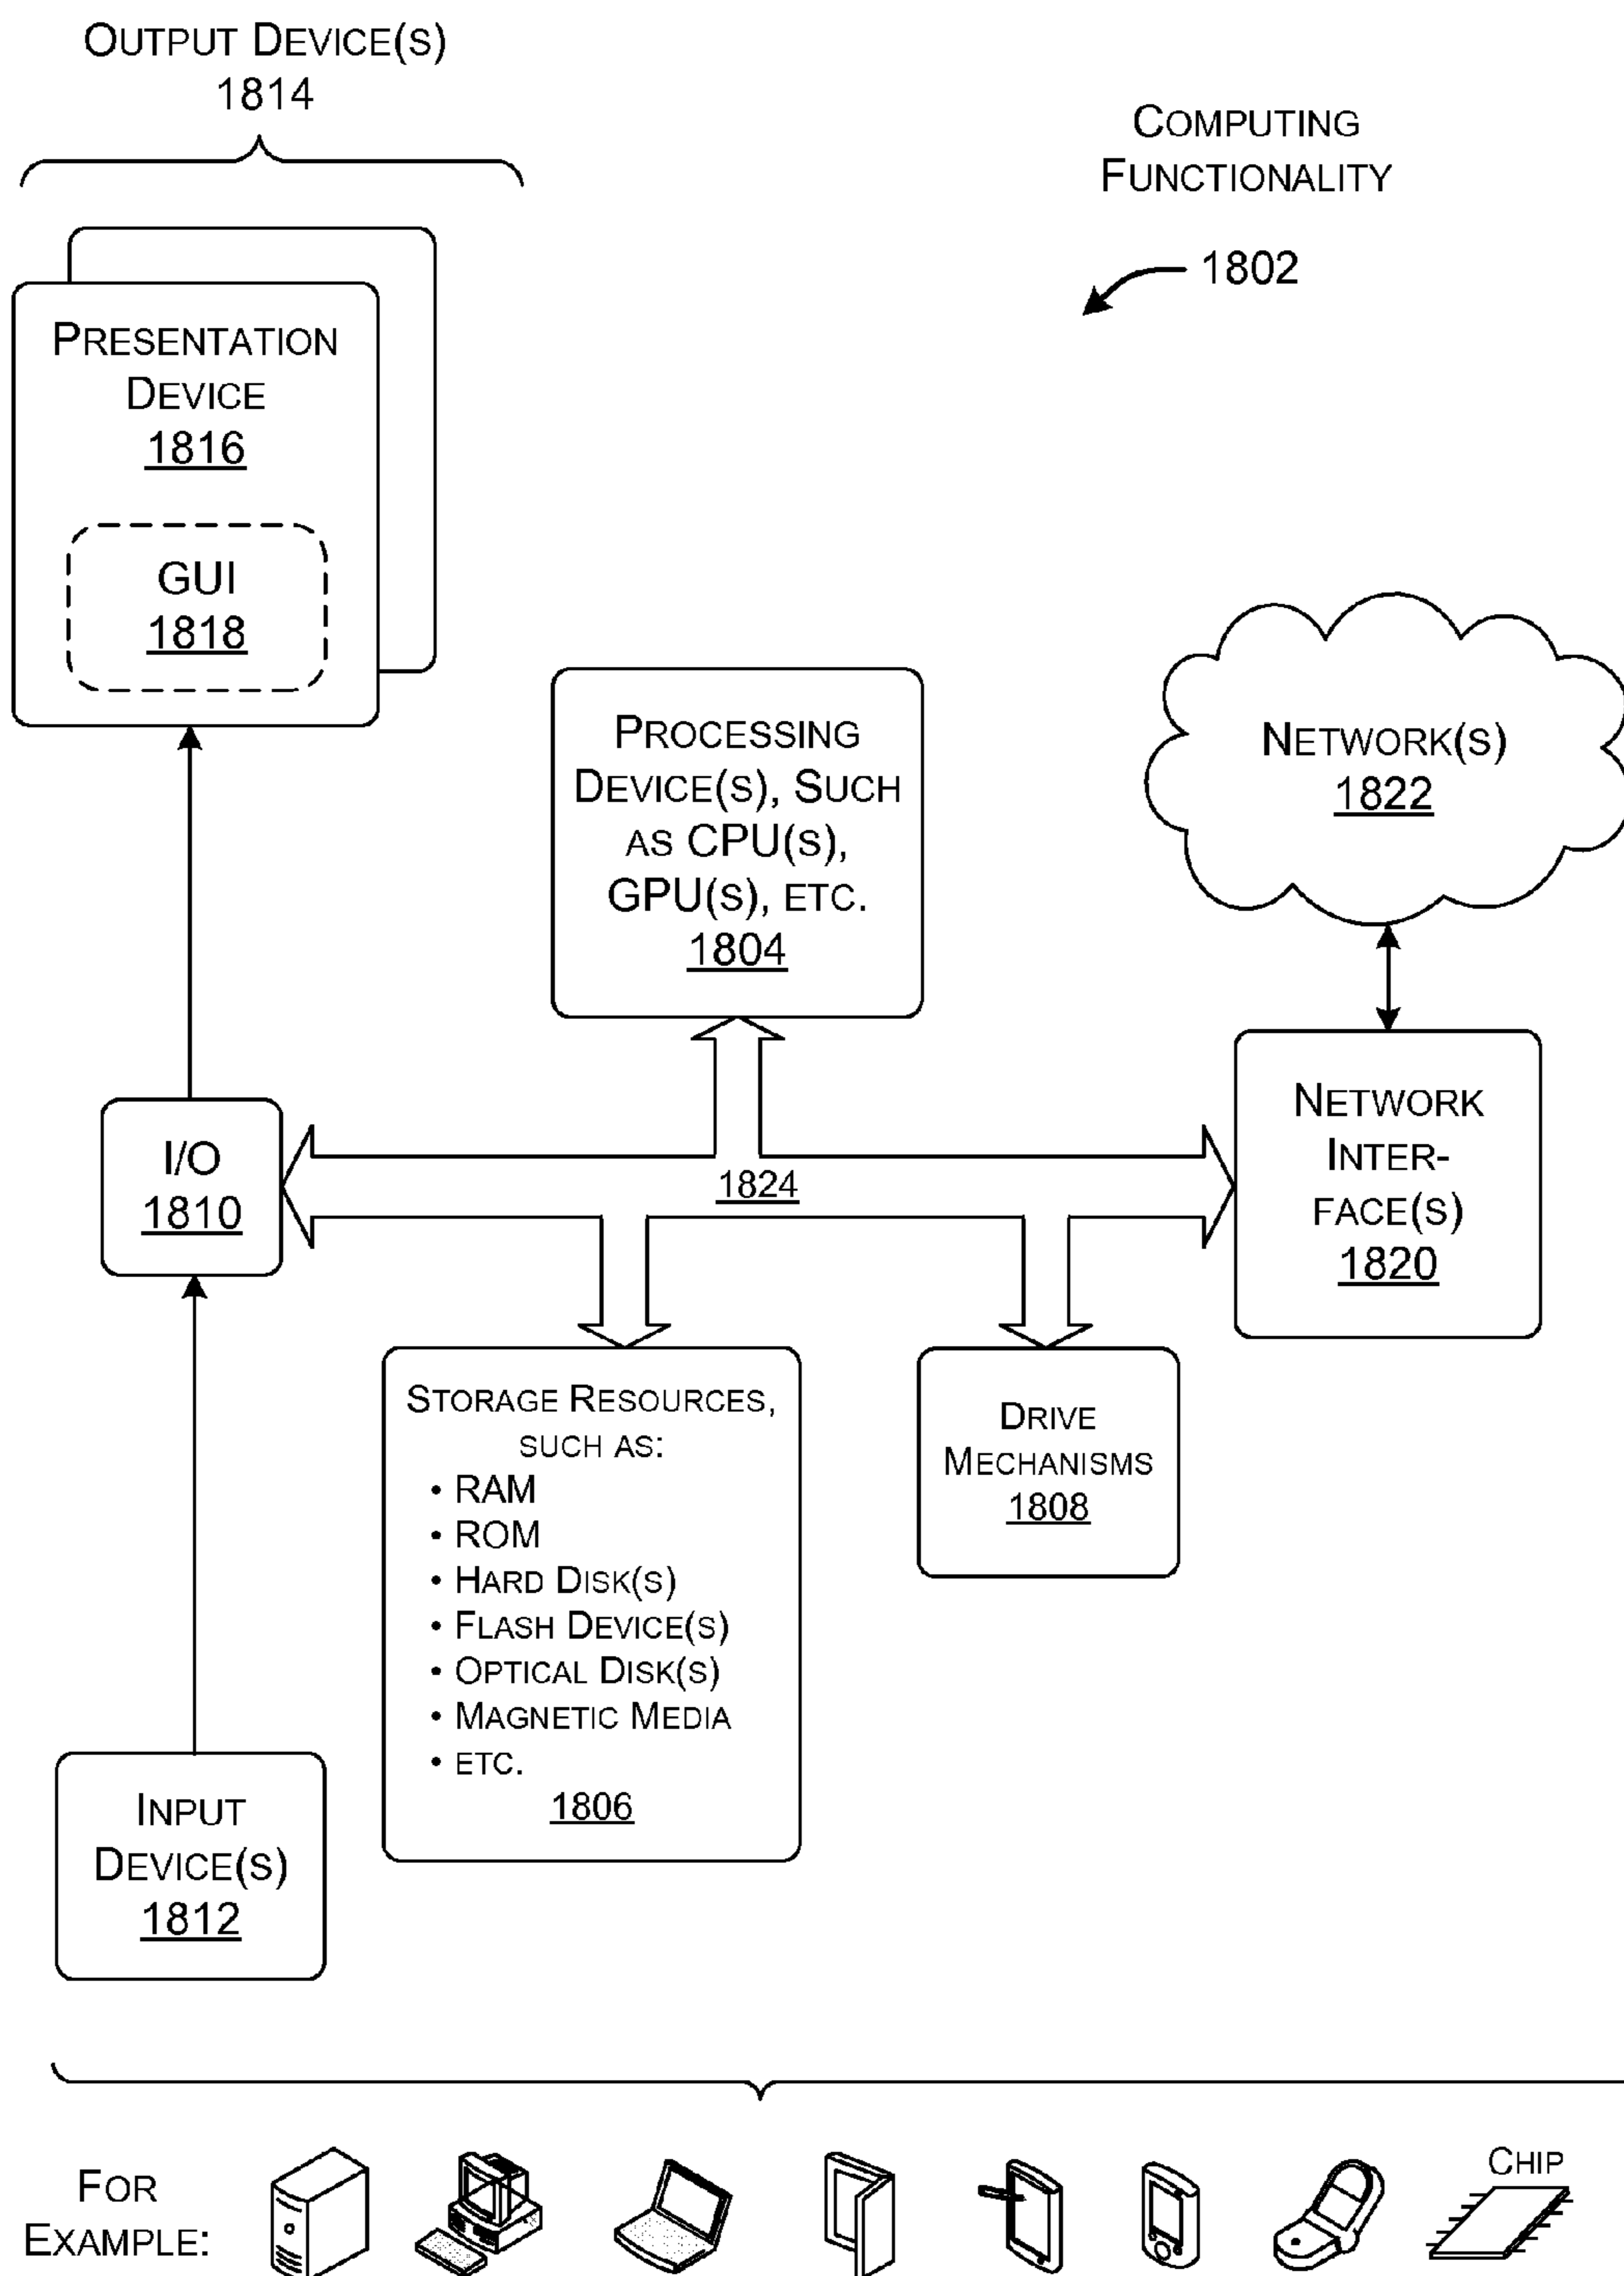 OUTPUT DEVICE(S)
1814
COMPUTING
FUNCTIONALITY
1802
PRESENTATION
DEVICE
1816
GUI
1818
PROCESSING
DEVICE(S), SUCH
AS CPU(S),
GPU(S), ETC.
1804
NETWORK(S)
1822
NETWORK
INTER-
FACE(S)
1820
I/O
1810
1824
STORAGE RESOURCES,
SUCH AS:
• RAM
• ROM
• HARD DISK(S)
• FLASH DEVICE(S)
• OPTICAL DISK(S)
• MAGNETIC MEDIA
• ETC.
1806
DRIVE
MECHANISMS
1808
INPUT
DEVICE(S)
1812
FOR
EXAMPLE:
CHIP